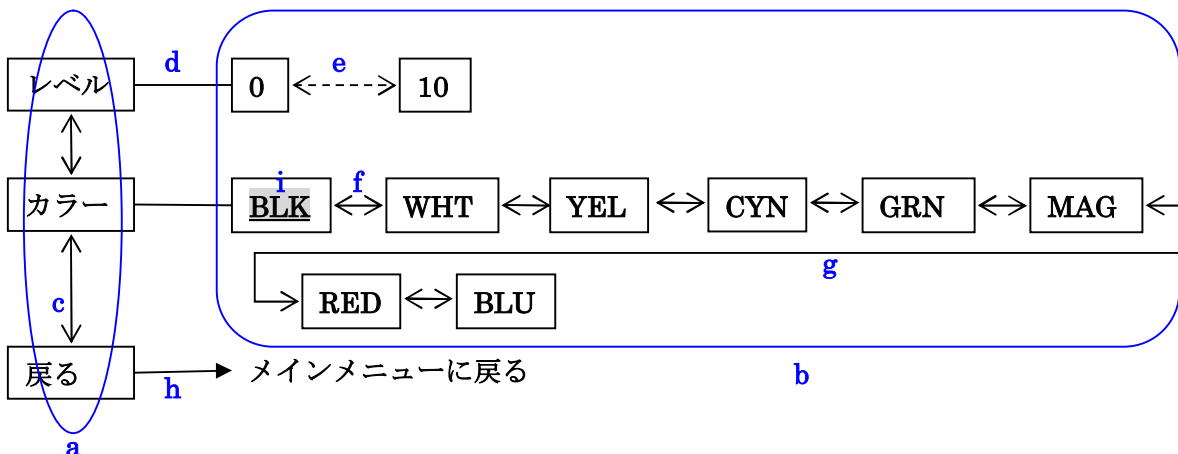 d e
レベル 0 10
i f
カラー BLK WHT YEL CYN GRN MAG
g
c RED BLU
戻る メインメニューに戻る
h b
a